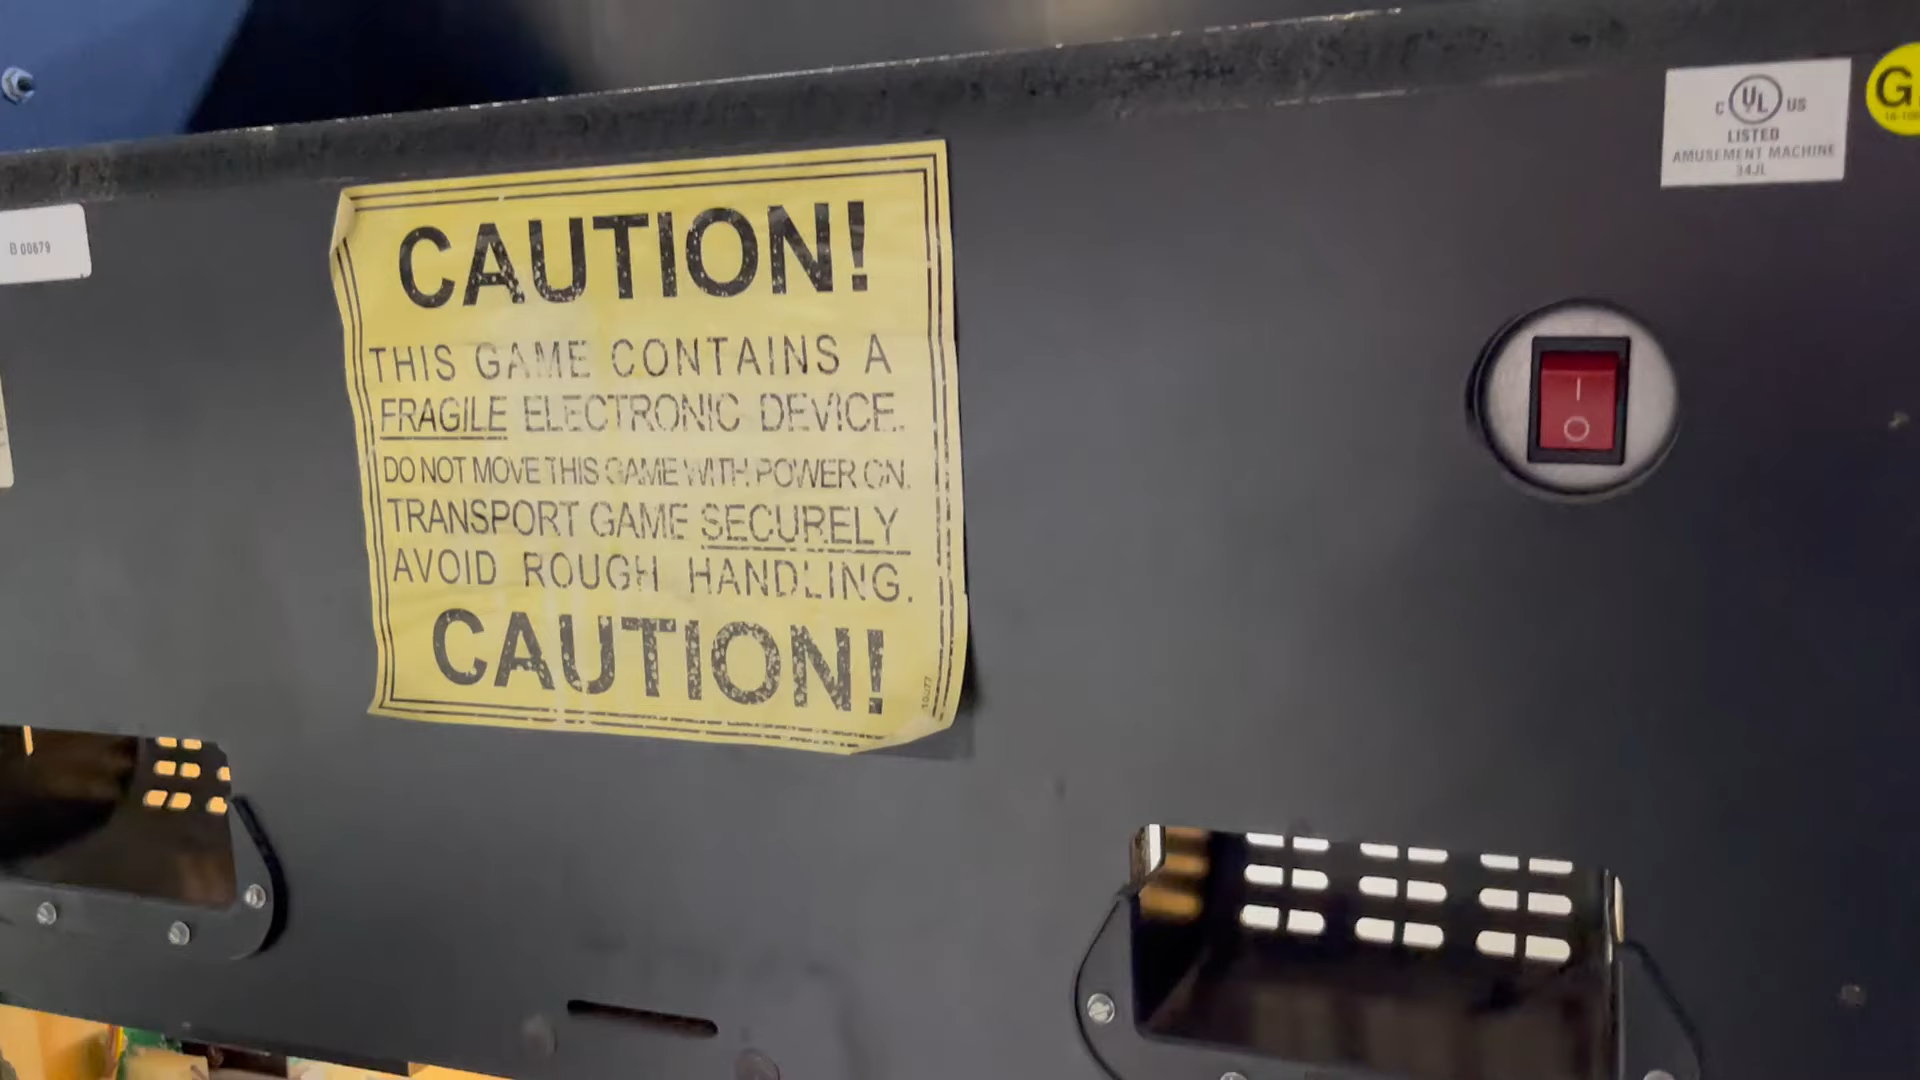 B 00679
CAUTION!
THIS GAME CONTAINS A
FRAGILE ELECTRONIC DEVICE.
DO NOT MOVE THIS GAME WITH POWER ON.
TRANSPORT GAME SECURELY
AVOID ROUGH HANDLING.
CAUTION!
C UL US
LISTED
AMUSEMENT MACHINE
34JL
G